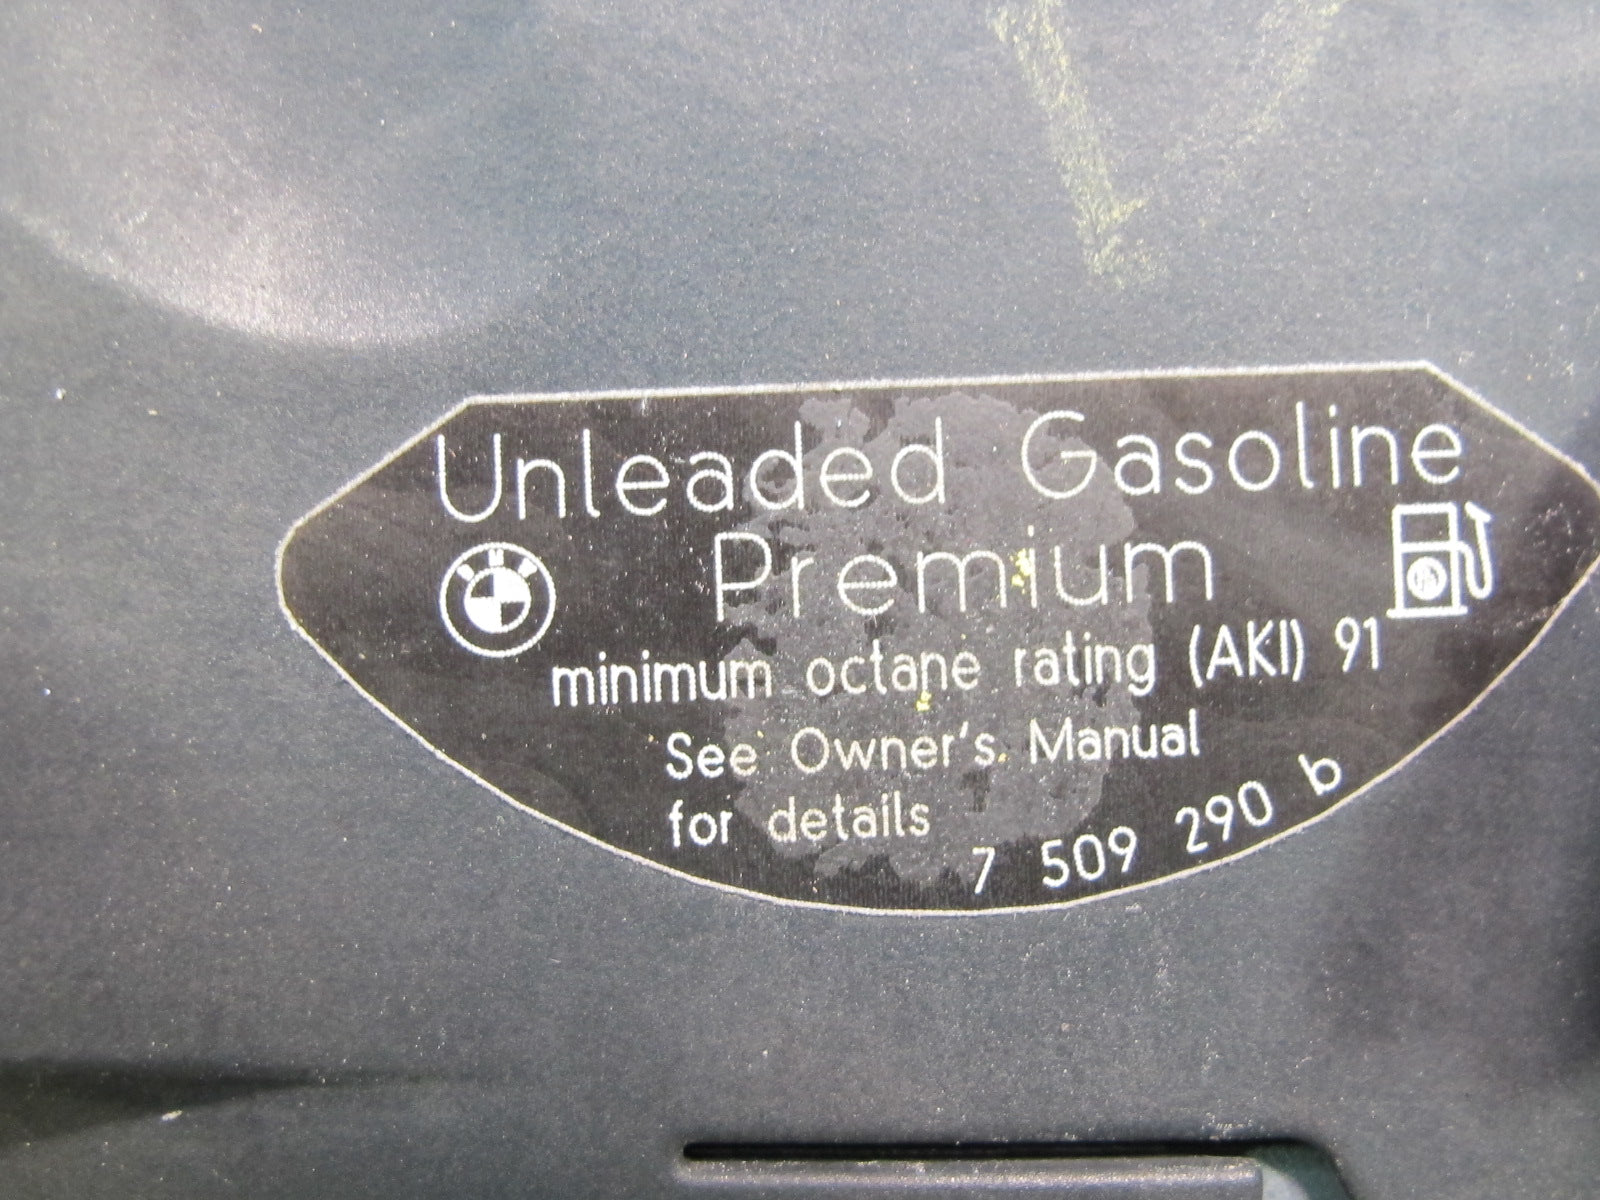 Unleaded Gasoline
Premium
minimum octane rating (AKI) 91
See Owner's Manual
for details
7 509 290 b